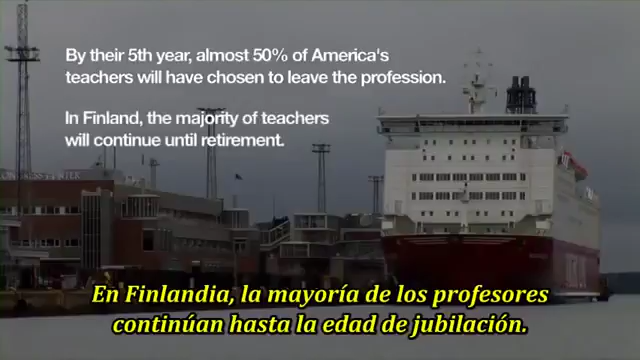 By their 5th year, almost 50% of America's
teachers will have chosen to leave the profession.
In Finland, the majority of teachers
will continue until retirement.
En Finlandia, la mayoría de los profesores
continúan hasta la edad de jubilación.